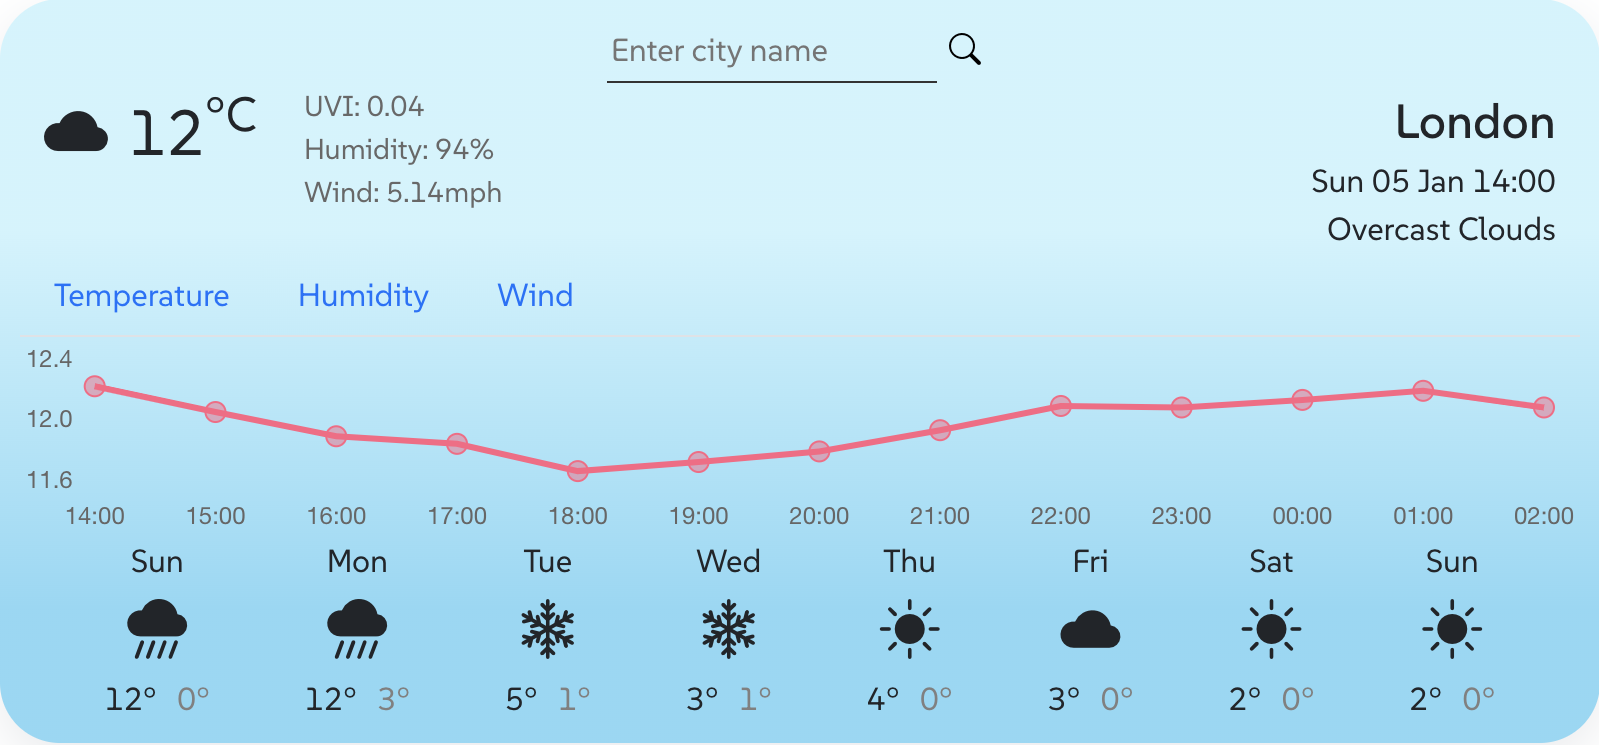 Enter city name
12°C
UVI: 0.04
Humidity: 94%
Wind: 5.14mph
London
Sun 05 Jan 14:00
Overcast Clouds
Temperature Humidity Wind
12.4
12.0
11.6
14:00 15:00 16:00 17:00 18:00 19:00 20:00 21:00 22:00 23:00 00:00 01:00 02:00
Sun Mon Tue Wed Thu Fri Sat Sun
12° 0° 12° 3° 5° 1° 3° 1° 4° 0° 3° 0° 2° 0° 2° 0°